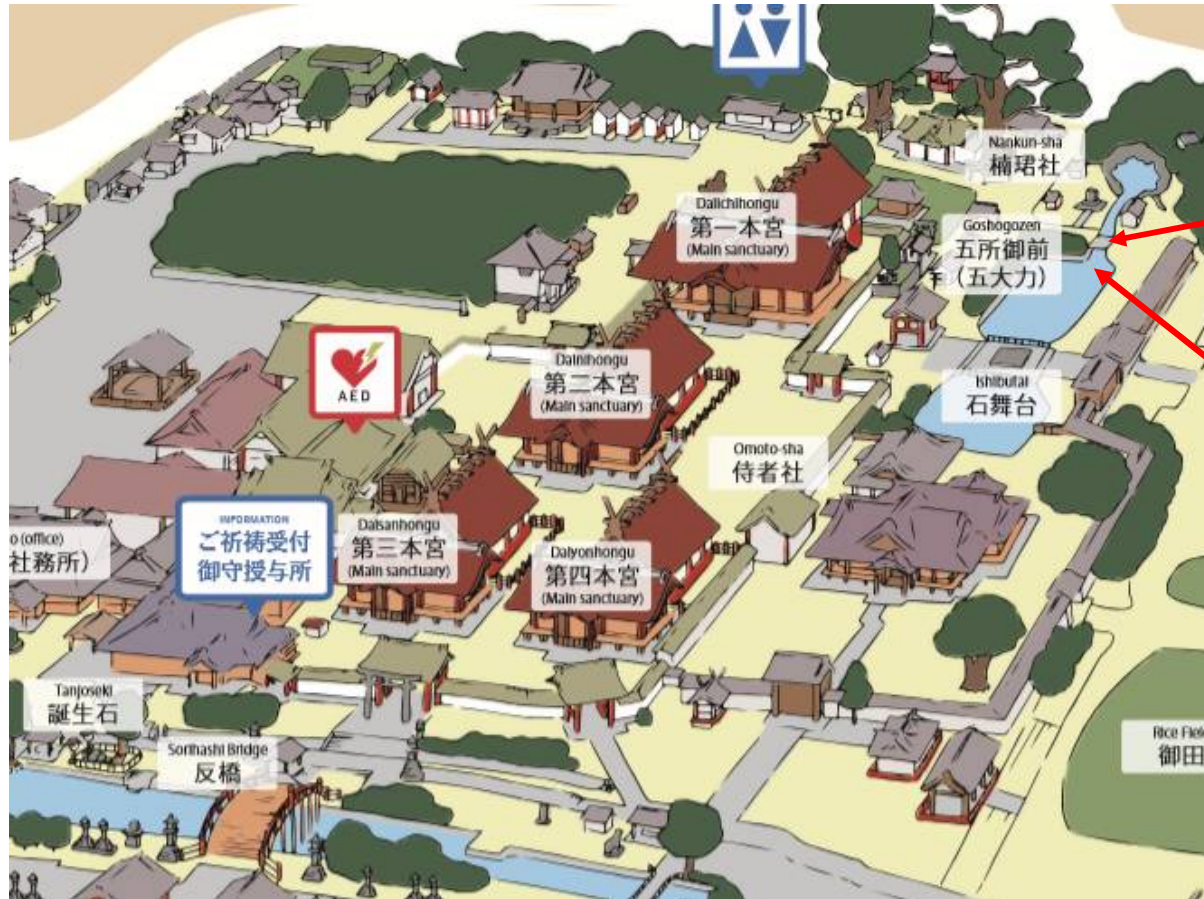 Nankun-sha
楠珺社
Daiichihongu
第一本宮
(Main sanctuary)
Goshogozen
五所御前
(五大力)
AED
Dainihongu
第二本宮
(Main sanctuary)
Ishibutai
石舞台
Omoto-sha
侍者社
INFORMATION
ご祈祷受付
御守授与所
o (office)
社務所)
Daisanhongu
第三本宮
(Main sanctuary)
Daiyonhongu
第四本宮
(Main sanctuary)
Tanjoseki
誕生石
Sorihashi Bridge
反橋
Rice Fiel
御田